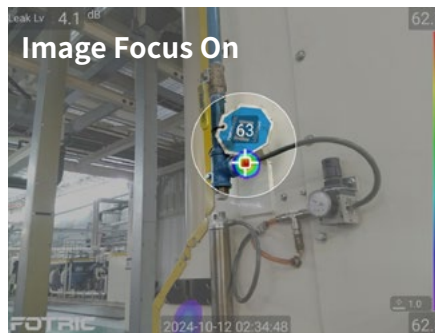 Leak Lv 4.1 dB
62.
Image Focus On
63
1.0
FOTRIC
2024-10-12 02:34:48
62.